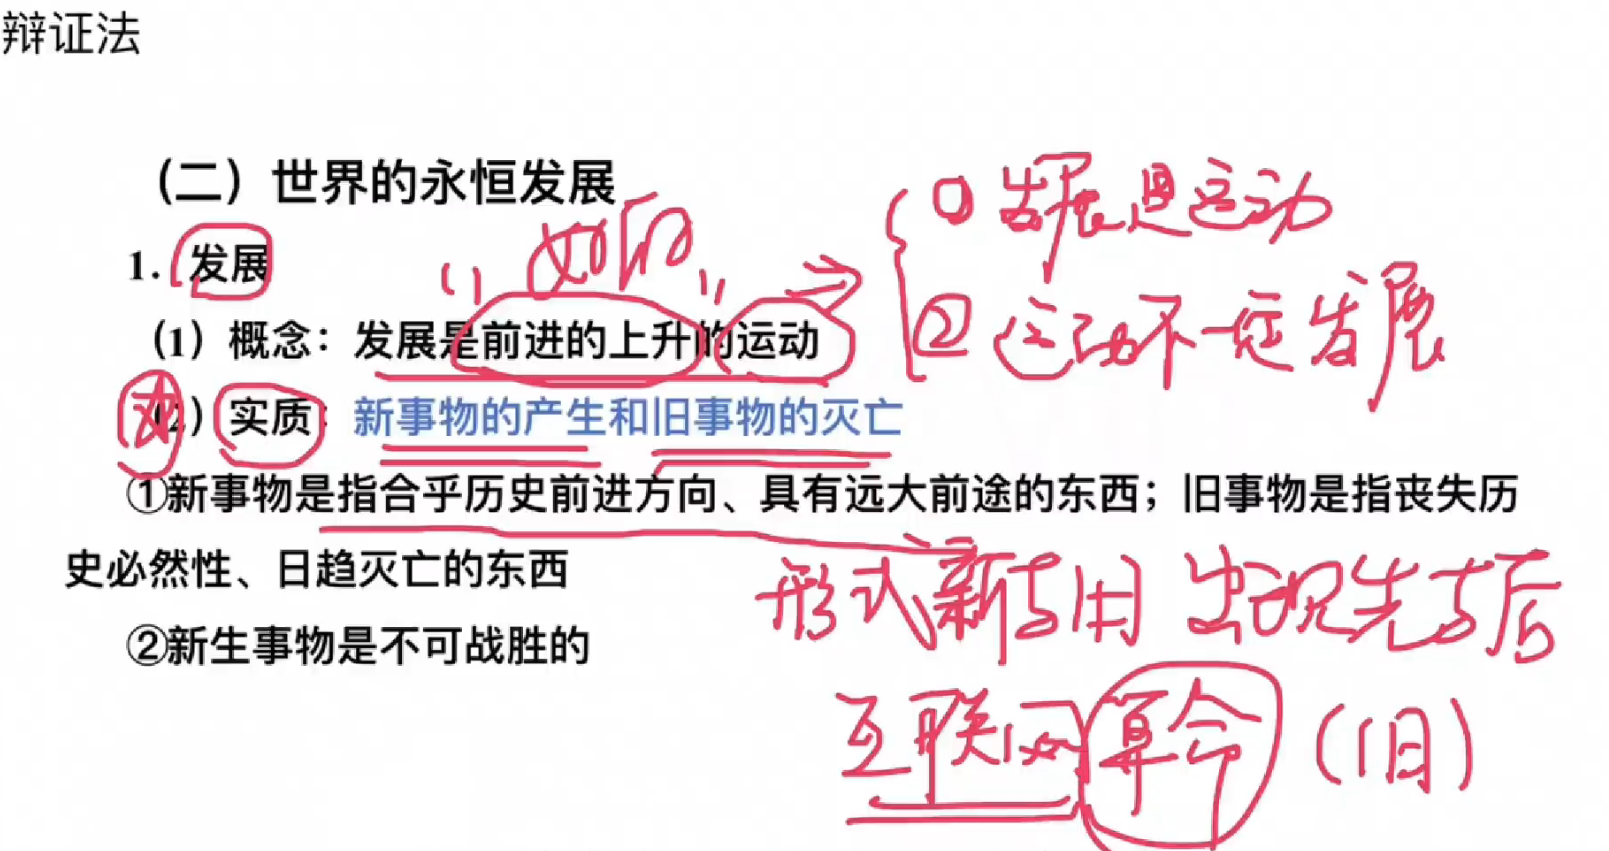 辩证法
（二）世界的永恒发展
1. 发展
“如何”
（1）概念：发展是前进的上升的运动
①发展是运动
②运动不一定发展
（2）实质：新事物的产生和旧事物的灭亡
①新事物是指合乎历史前进方向、具有远大前途的东西；旧事物是指丧失历
史必然性、日趋灭亡的东西
形式新与旧 出现先与后
②新生事物是不可战胜的
互联网算命（旧）